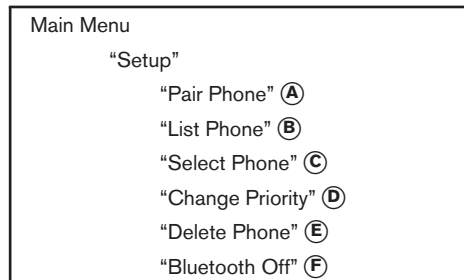 Main Menu
“Setup”
“Pair Phone” Ⓐ
“List Phone” Ⓑ
“Select Phone” Ⓒ
“Change Priority” Ⓓ
“Delete Phone” Ⓔ
“Bluetooth Off” Ⓕ